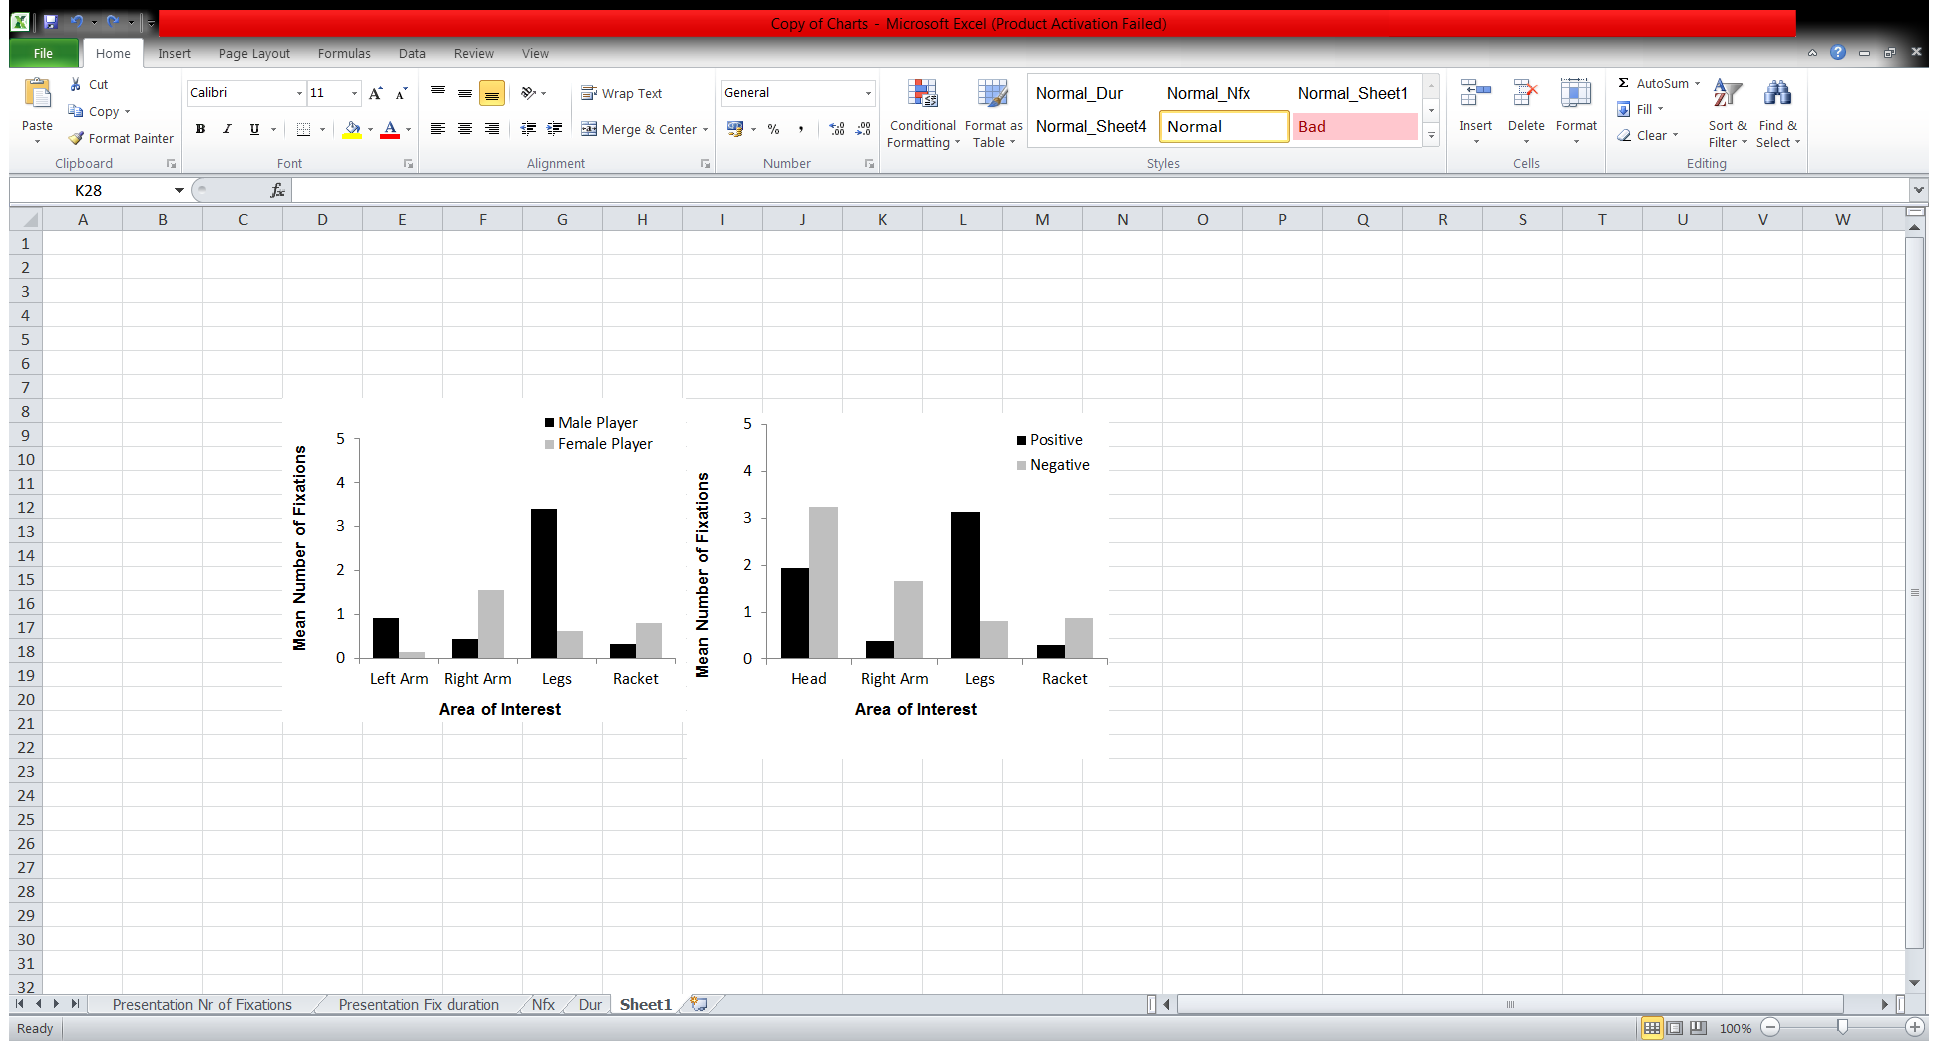 Copy of Charts - Microsoft Excel (Product Activation Failed)
File Home Insert Page Layout Formulas Data Review View
Paste
Cut
Copy
Format Painter
Clipboard
Calibri 11
B I U
Font
Wrap Text
Merge & Center
Alignment
General
%
Number
Conditional Formatting
Format as Table
Normal_Dur Normal_Nfx Normal_Sheet1
Normal_Sheet4 Normal Bad
Styles
Insert Delete Format
Cells
Σ AutoSum
Fill
Clear
Sort & Filter
Find & Select
Editing
K28 fx
A B C D E F G H I J K L M N O P Q R S T U V W
1
2
3
4
5
6
7
8
9
10
11
12
13
14
15
16
17
18
19
20
21
22
23
24
25
26
27
28
29
30
31
32
Male Player
Female Player
Mean Number of Fixations
5
4
3
2
1
0
Left Arm Right Arm Legs Racket
Area of Interest
Positive
Negative
Mean Number of Fixations
5
4
3
2
1
0
Head Right Arm Legs Racket
Area of Interest
Presentation Nr of Fixations Presentation Fix duration Nfx Dur Sheet1
Ready 100%